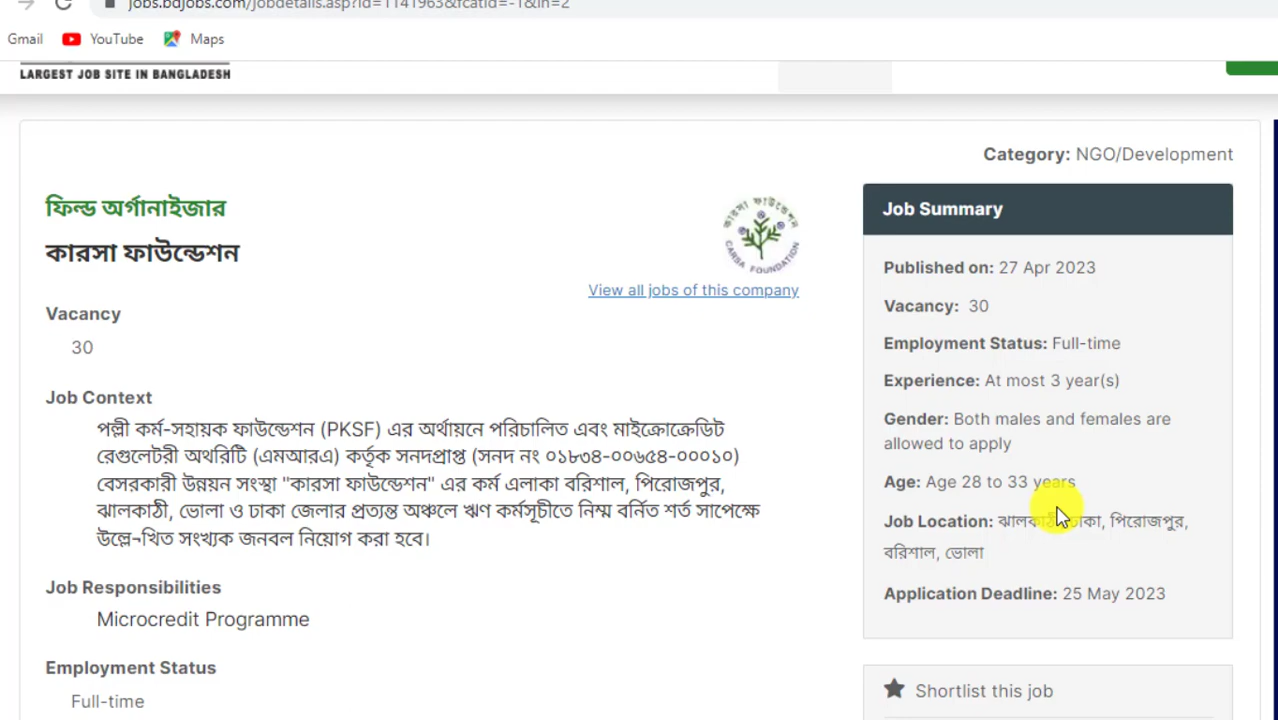 jobs.bdjobs.com/jobdetails.asp?id=1141963&fcatid=-1&ln=2
Gmail YouTube Maps
LARGEST JOB SITE IN BANGLADESH
Category: NGO/Development
ফিল্ড অর্গানাইজার
কারসা ফাউন্ডেশন
কারসা ফাউন্ডেশন
CARSA FOUNDATION
View all jobs of this company
Vacancy
30
Job Context
পল্লী কর্ম-সহায়ক ফাউন্ডেশন (PKSF) এর অর্থায়নে পরিচালিত এবং মাইক্রোক্রেডিট
রেগুলেটরী অথরিটি (এমআরএ) কর্তৃক সনদপ্রাপ্ত (সনদ নং ০১৮৩৪-০০৬৫৪-০০০১০)
বেসরকারী উন্নয়ন সংস্থা "কারসা ফাউন্ডেশন" এর কর্ম এলাকা বরিশাল, পিরোজপুর,
ঝালকাঠী, ভোলা ও ঢাকা জেলার প্রত্যন্ত অঞ্চলে ঋণ কর্মসূচীতে নিম্ম বর্নিত শর্ত সাপেক্ষে
উল্লে¬খিত সংখ্যক জনবল নিয়োগ করা হবে।
Job Responsibilities
Microcredit Programme
Employment Status
Full-time
Job Summary
Published on: 27 Apr 2023
Vacancy: 30
Employment Status: Full-time
Experience: At most 3 year(s)
Gender: Both males and females are
allowed to apply
Age: Age 28 to 33 years
Job Location: ঝালকাঠী, ঢাকা, পিরোজপুর,
বরিশাল, ভোলা
Application Deadline: 25 May 2023
Shortlist this job